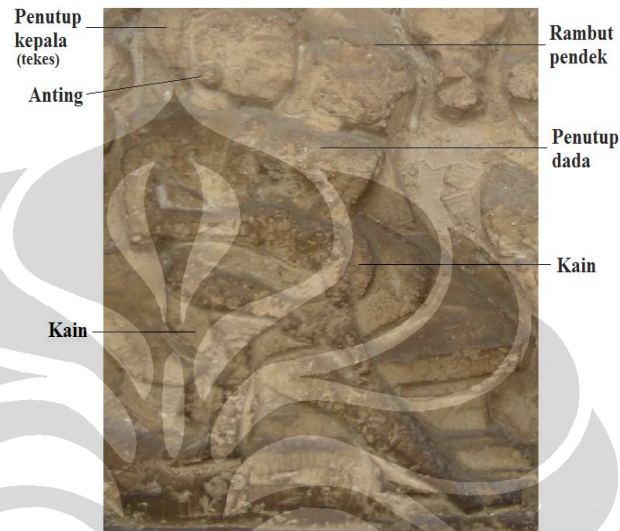 Penutup
kepala
(tekes)
Anting
Rambut
pendek
Penutup
dada
Kain
Kain